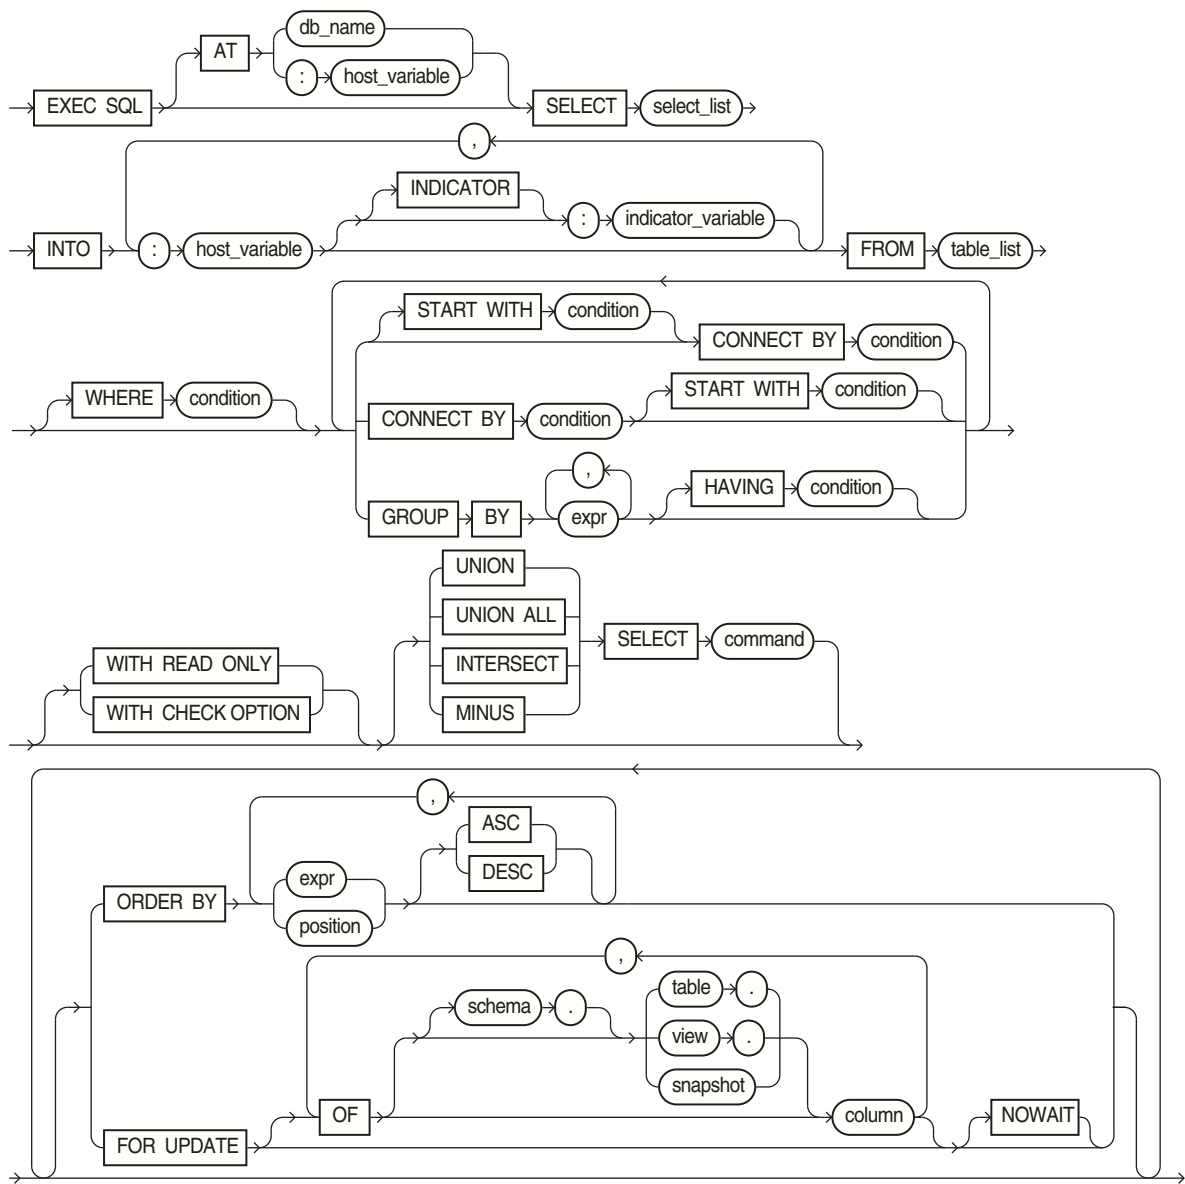 db_name
AT
: host_variable
EXEC SQL SELECT select_list
,
INDICATOR
: indicator_variable
INTO : host_variable FROM table_list
START WITH condition
CONNECT BY condition
WHERE condition START WITH condition
CONNECT BY condition
,
HAVING condition
GROUP BY expr
UNION
UNION ALL
SELECT command
WITH READ ONLY INTERSECT
WITH CHECK OPTION MINUS
,
ASC
DESC
expr
ORDER BY
position
,
table .
schema .
view .
snapshot
OF column NOWAIT
FOR UPDATE